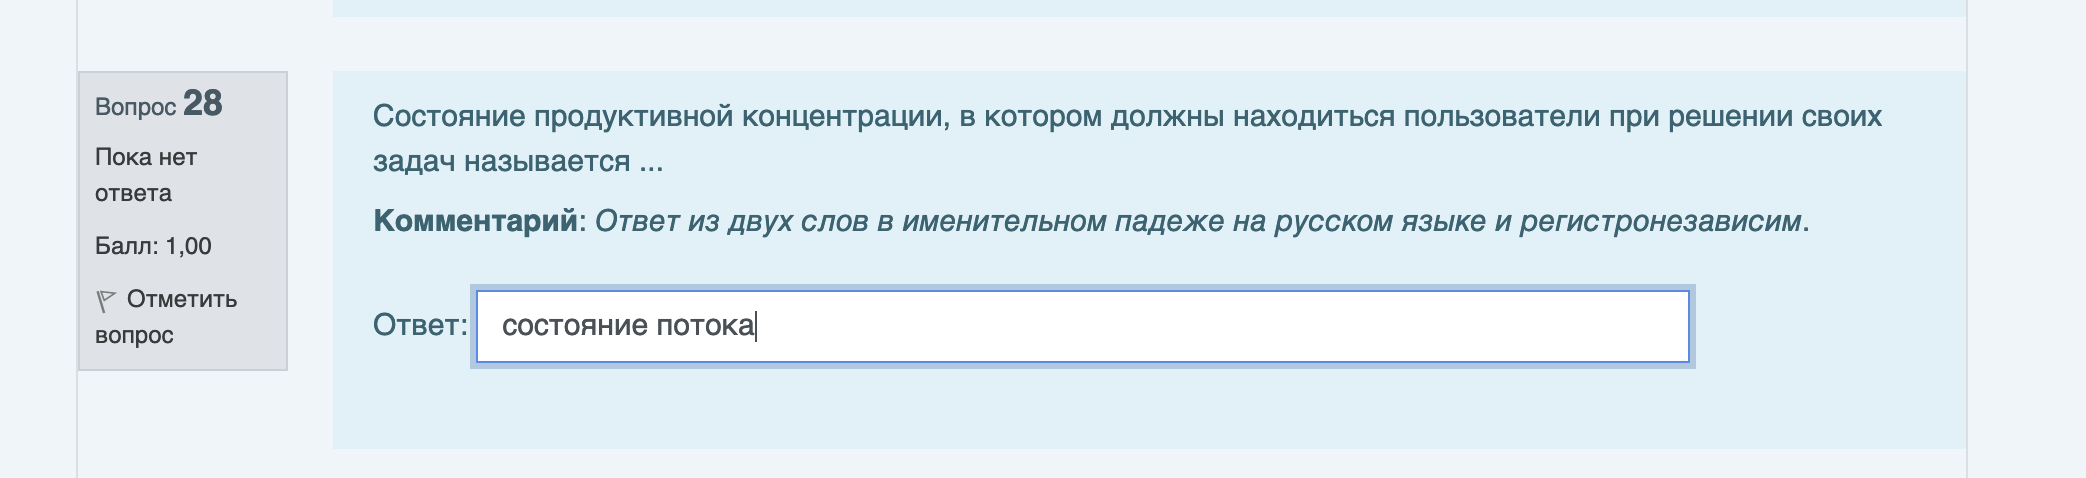 Вопрос 28
Пока нет
ответа
Балл: 1,00
Отметить
вопрос
Состояние продуктивной концентрации, в котором должны находиться пользователи при решении своих
задач называется ...
Комментарий: Ответ из двух слов в именительном падеже на русском языке и регистронезависим.
Ответ: состояние потока